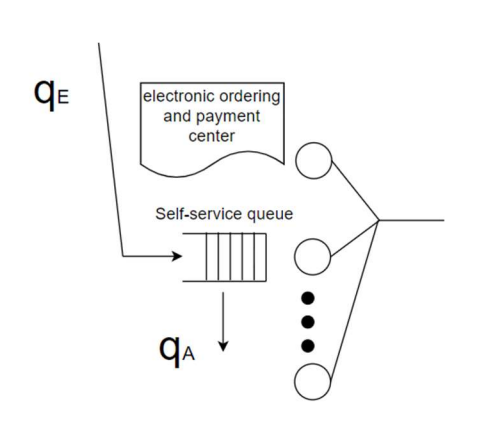 qE
electronic ordering
and payment
center
Self-service queue
qA